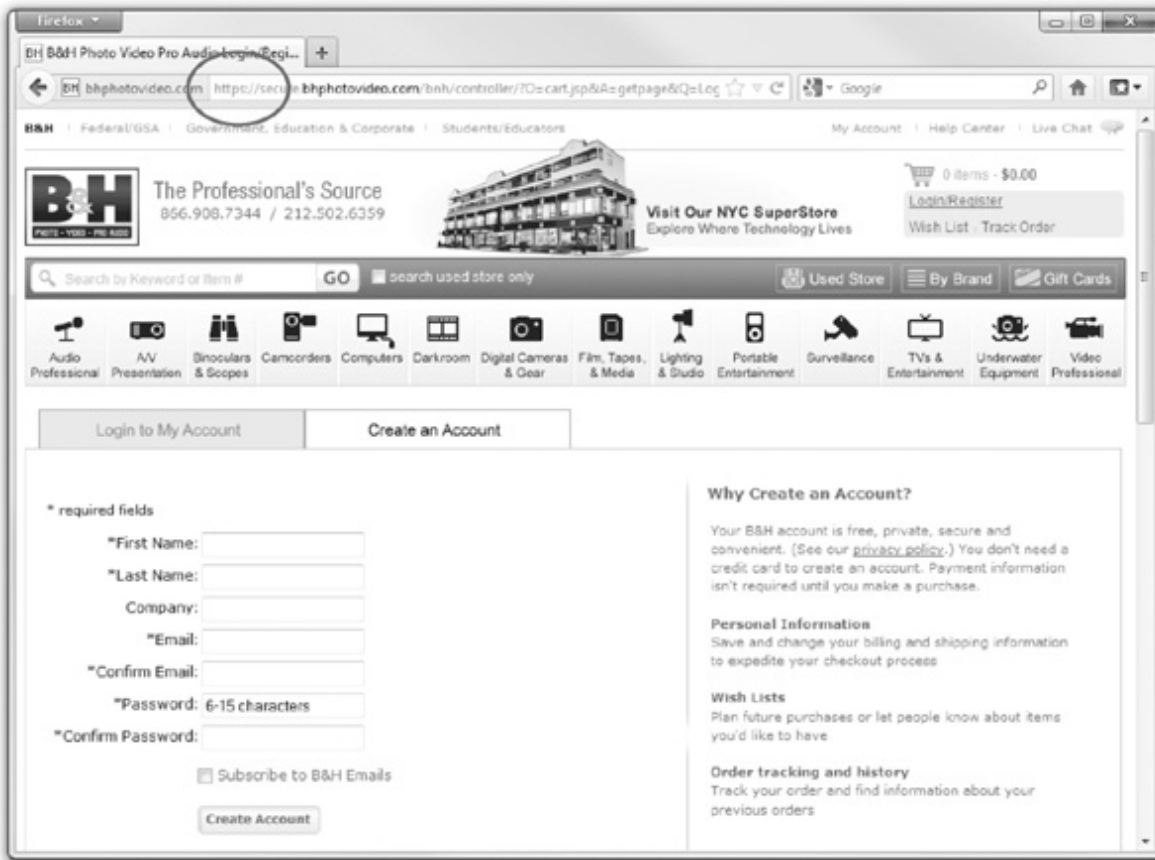 Firefox
BH B&H Photo Video Pro Audio Login/Regi... +
BH bhphotovideo.com https://secure.bhphotovideo.com/bnh/controller/?O=cart.jsp&A=getpage&Q=Log Google
B&H Federal/GSA Government, Education & Corporate Students/Educators My Account Help Center Live Chat
B&H
PHOTO - VIDEO - PRO AUDIO
The Professional's Source
866.908.7344 / 212.502.6359
Visit Our NYC SuperStore
Explore Where Technology Lives
0 items - $0.00
Login/Register
Wish List Track Order
Search by Keyword or Item # GO search used store only Used Store By Brand Gift Cards
Audio Professional
A/V Presentation
Binoculars & Scopes
Camcorders
Computers
Darkroom
Digital Cameras & Gear
Film, Tapes, & Media
Lighting & Studio
Portable Entertainment
Surveillance
TVs & Entertainment
Underwater Equipment
Video Professional
Login to My Account
Create an Account
* required fields
*First Name:
*Last Name:
Company:
*Email:
*Confirm Email:
*Password: 6-15 characters
*Confirm Password:
Subscribe to B&H Emails
Create Account
Why Create an Account?
Your B&H account is free, private, secure and
convenient. (See our privacy policy.) You don't need a
credit card to create an account. Payment information
isn't required until you make a purchase.
Personal Information
Save and change your billing and shipping information
to expedite your checkout process
Wish Lists
Plan future purchases or let people know about items
you'd like to have
Order tracking and history
Track your order and find information about your
previous orders